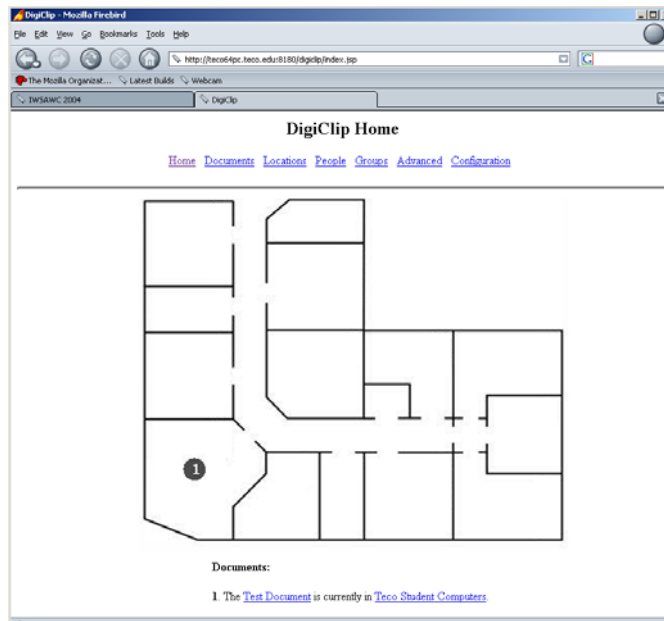 DigiClip - Mozilla Firebird
File Edit View Go Bookmarks Tools Help
http://teco64pc.teco.edu:8180/digiclip/index.jsp
The Mozilla Organizat... Latest Builds Webcam
IWSAWC 2004 DigiClip
DigiClip Home
Home Documents Locations People Groups Advanced Configuration
1
Documents:
1. The Test Document is currently in Teco Student Computers.